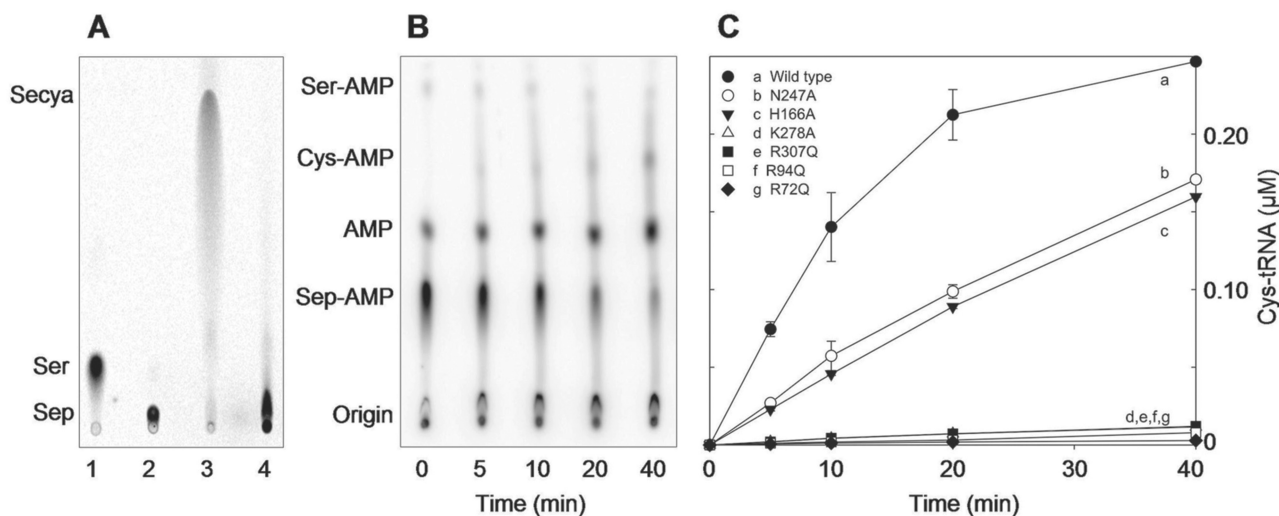 A
Secya
Ser
Sep
1 2 3 4
B
Ser-AMP
Cys-AMP
AMP
Sep-AMP
Origin
0 5 10 20 40
Time (min)
C
a Wild type
b N247A
c H166A
d K278A
e R307Q
f R94Q
g R72Q
a
b
c
d,e,f,g
0.20
0.10
0
Cys-tRNA (μM)
0 10 20 30 40
Time (min)